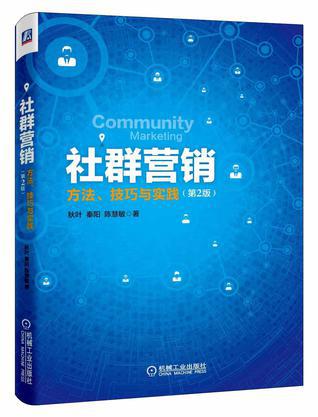 Community
Marketing
社群营销
方法、技巧与实践(第2版)
秋叶 秦阳 陈慧敏◎著
机械工业出版社
China Machine Press
社群营销
方法、技巧与实践
(第2版)
秋叶 秦阳 陈慧敏◎著
机械工业出版社